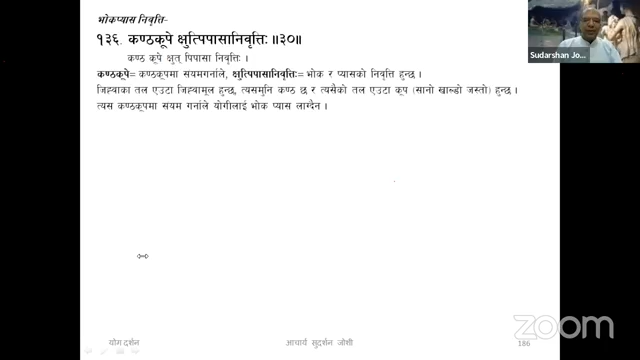 भोकप्यास निवृत्ति-
१३६. कण्ठकूपे क्षुत्पिपासानिवृत्तिः ॥३०॥
कण्ठ कूपे क्षुत् पिपासा निवृत्तिः ।
कण्ठकूपे= कण्ठकूपमा संयमगर्नाले, क्षुत्पिपासानिवृत्तिः= भोक र प्यासको निवृत्ति हुन्छ ।
जिह्वाका तल एउटा जिह्वामूल हुन्छ, त्यसमुनि कण्ठ छ र त्यसैको तल एउटा कूप (सानो खाल्डो जस्तो) हुन्छ ।
त्यस कण्ठकूपमा संयम गर्नाले योगीलाई भोक प्यास लाग्दैन ।
Sudarshan Jo...
योग दर्शन
आचार्य सुदर्शन जोशी
186
zoom